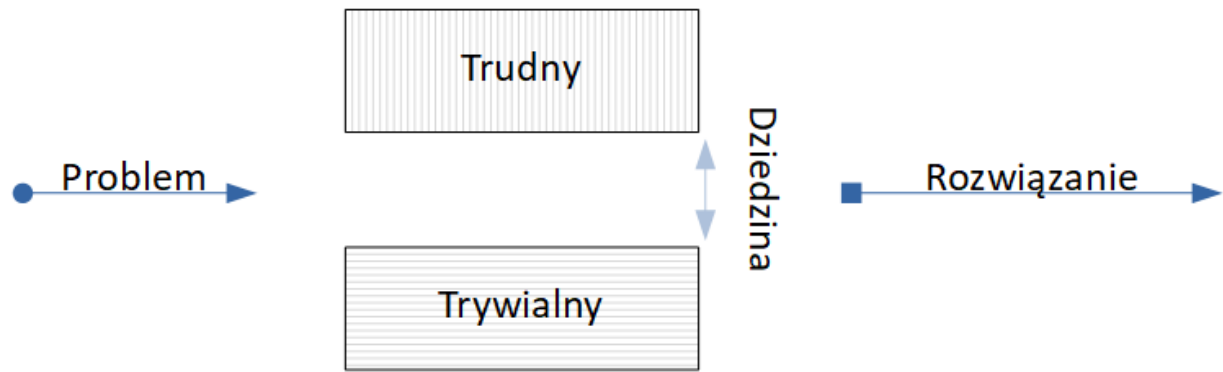 Trudny
Problem
Dziedzina
Rozwiązanie
Trywialny